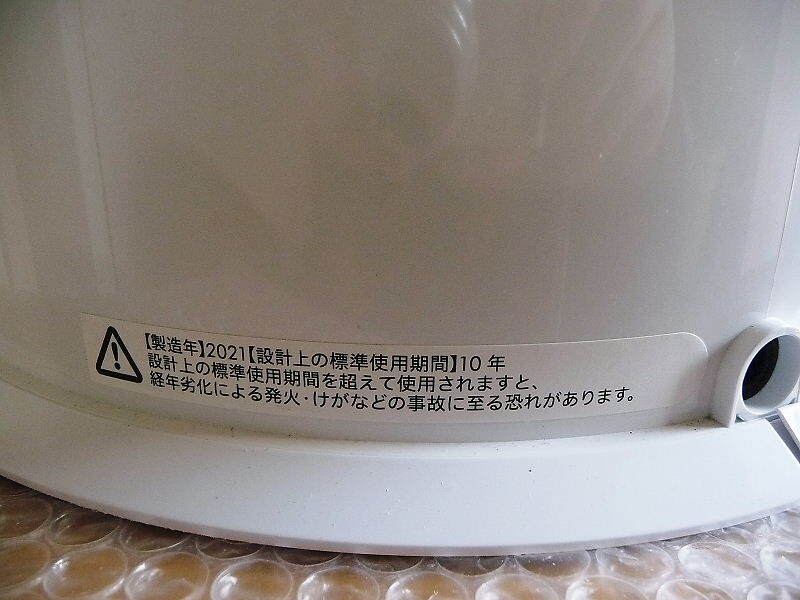 【製造年】2021【設計上の標準使用期間】10年
設計上の標準使用期間を超えて使用されますと、
経年劣化による発火・けがなどの事故に至る恐れがあります。